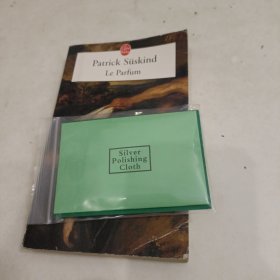 Patrick Süskind
Le Parfum
Silver
Polishing
Cloth